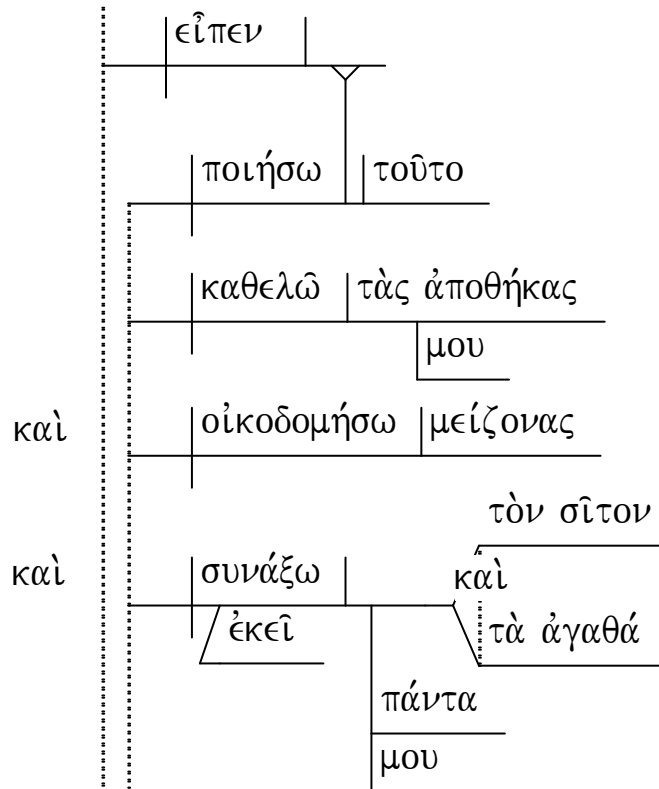 εἶπεν
ποιήσω τοῦτο
καθελῶ τὰς ἀποθήκας
μου
καὶ οἰκοδομήσω μείζονας
τὸν σῖτον
καὶ συνάξω καὶ
ἐκεῖ τὰ ἀγαθά
πάντα
μου